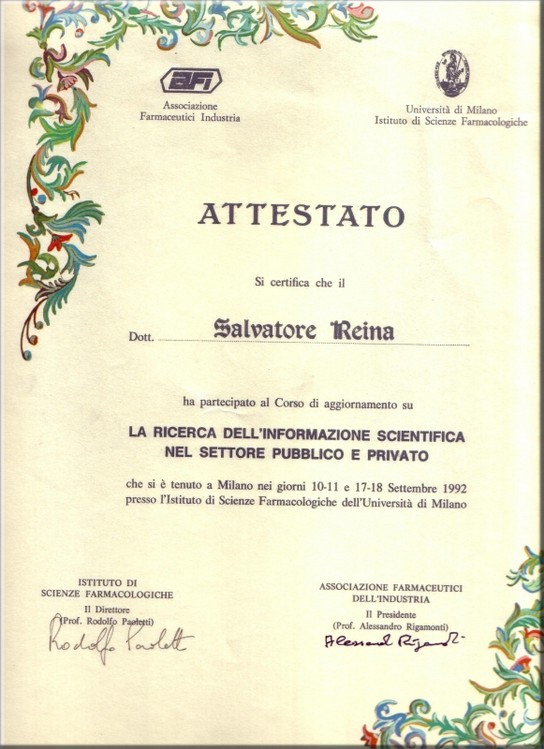 AFI
Associazione
Farmaceutici Industria
Università di Milano
Istituto di Scienze Farmacologiche
ATTESTATO
Si certifica che il
Dott. Salvatore Reina
ha partecipato al Corso di aggiornamento su
LA RICERCA DELL'INFORMAZIONE SCIENTIFICA
NEL SETTORE PUBBLICO E PRIVATO
che si è tenuto a Milano nei giorni 10-11 e 17-18 Settembre 1992
presso l'Istituto di Scienze Farmacologiche dell'Università di Milano
ISTITUTO DI
SCIENZE FARMACOLOGICHE
Il Direttore
(Prof. Rodolfo Paoletti)
Rodolfo Paoletti
ASSOCIAZIONE FARMACEUTICI
DELL'INDUSTRIA
Il Presidente
(Prof. Alessandro Rigamonti)